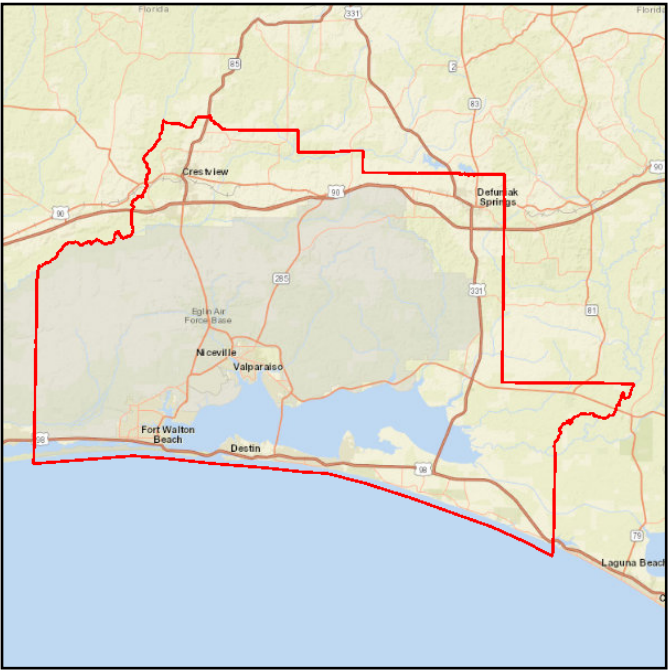 Florida
Florida
331
85
2
83
90
Crestview
90
Defuniak
Springs
90
285
331
81
Eglin Air
Force Base
Niceville
Valparaiso
Fort Walton
Beach
98
Destin
98
79
Laguna Beach
C